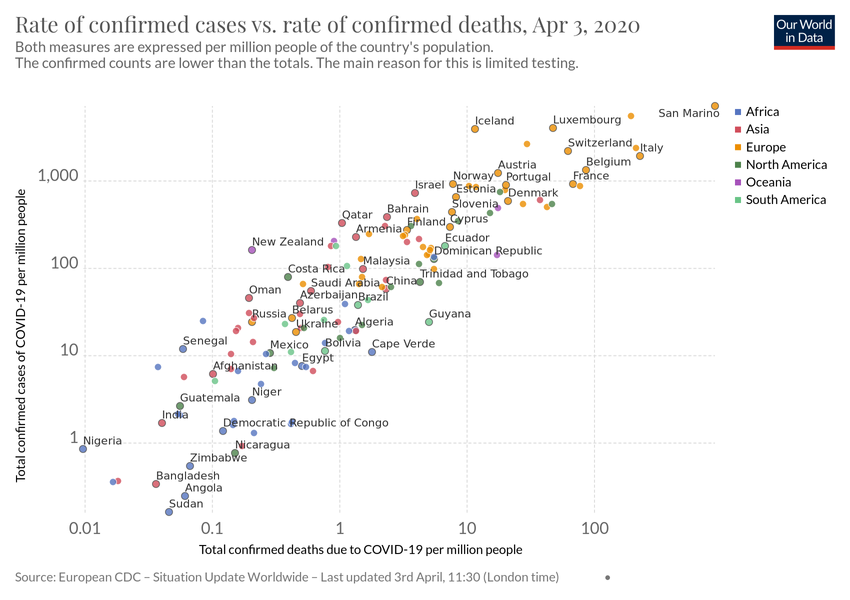 Rate of confirmed cases vs. rate of confirmed deaths, Apr 3, 2020
Both measures are expressed per million people of the country's population.
The confirmed counts are lower than the totals. The main reason for this is limited testing.
Our World
in Data
San Marino
Iceland
Luxembourg
Switzerland
Italy
Belgium
Austria
Norway
Portugal
France
Israel
Estonia
Denmark
Slovenia
Bahrain
Qatar
Cyprus
Finland
Armenia
New Zealand
Ecuador
Dominican Republic
Malaysia
Costa Rica
Trinidad and Tobago
Saudi Arabia
China
Oman
Azerbaijan
Brazil
Belarus
Russia
Guyana
Ukraine
Algeria
Senegal
Mexico
Bolivia
Cape Verde
Egypt
Afghanistan
Niger
Guatemala
India
Democratic Republic of Congo
Nigeria
Nicaragua
Zimbabwe
Bangladesh
Angola
Sudan
Africa
Asia
Europe
North America
Oceania
South America
Total confirmed cases of COVID-19 per million people
1,000
100
10
1
0.01
0.1
1
10
100
Total confirmed deaths due to COVID-19 per million people
Source: European CDC – Situation Update Worldwide – Last updated 3rd April, 11:30 (London time)